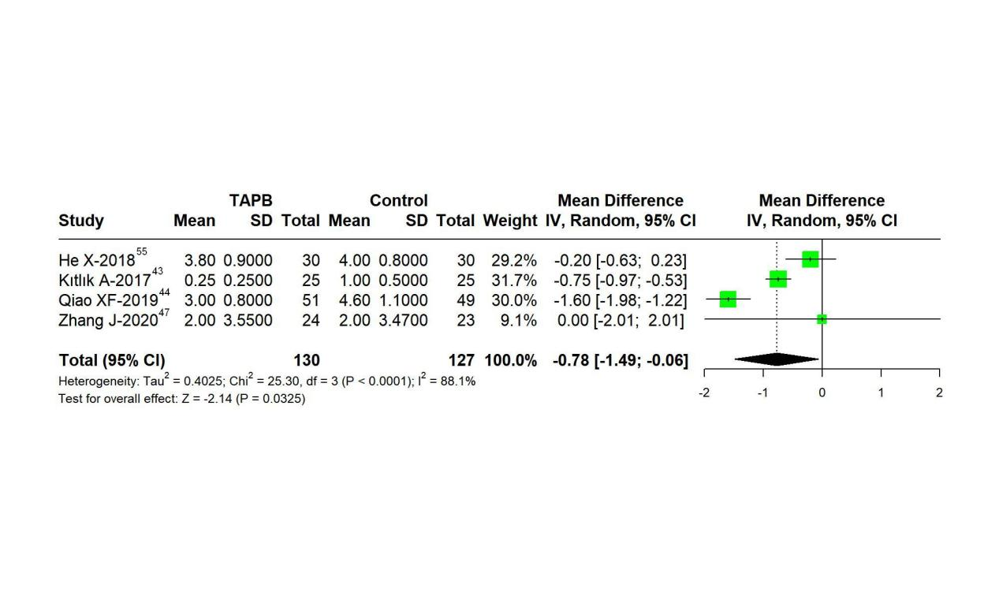 TAPB Control Mean Difference Mean Difference
Study Mean SD Total Mean SD Total Weight IV, Random, 95% CI IV, Random, 95% CI
He X-2018⁵⁵ 3.80 0.9000 30 4.00 0.8000 30 29.2% -0.20 [-0.63; 0.23]
Kıtlık A-2017⁴³ 0.25 0.2500 25 1.00 0.5000 25 31.7% -0.75 [-0.97; -0.53]
Qiao XF-2019⁴⁴ 3.00 0.8000 51 4.60 1.1000 49 30.0% -1.60 [-1.98; -1.22]
Zhang J-2020⁴⁷ 2.00 3.5500 24 2.00 3.4700 23 9.1% 0.00 [-2.01; 2.01]
Total (95% CI) 130 127 100.0% -0.78 [-1.49; -0.06]
Heterogeneity: Tau² = 0.4025; Chi² = 25.30, df = 3 (P < 0.0001); I² = 88.1%
Test for overall effect: Z = -2.14 (P = 0.0325)
-2 -1 0 1 2